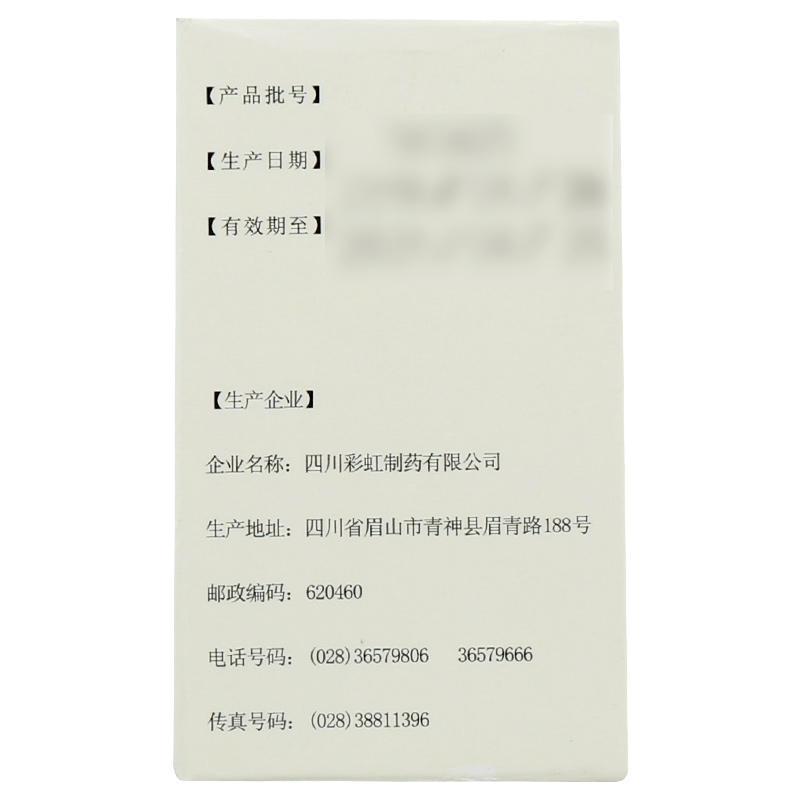 【产品批号】
【生产日期】
【有效期至】
【生产企业】
企业名称：四川彩虹制药有限公司
生产地址：四川省眉山市青神县眉青路188号
邮政编码：620460
电话号码：(028)36579806 36579666
传真号码：(028)38811396